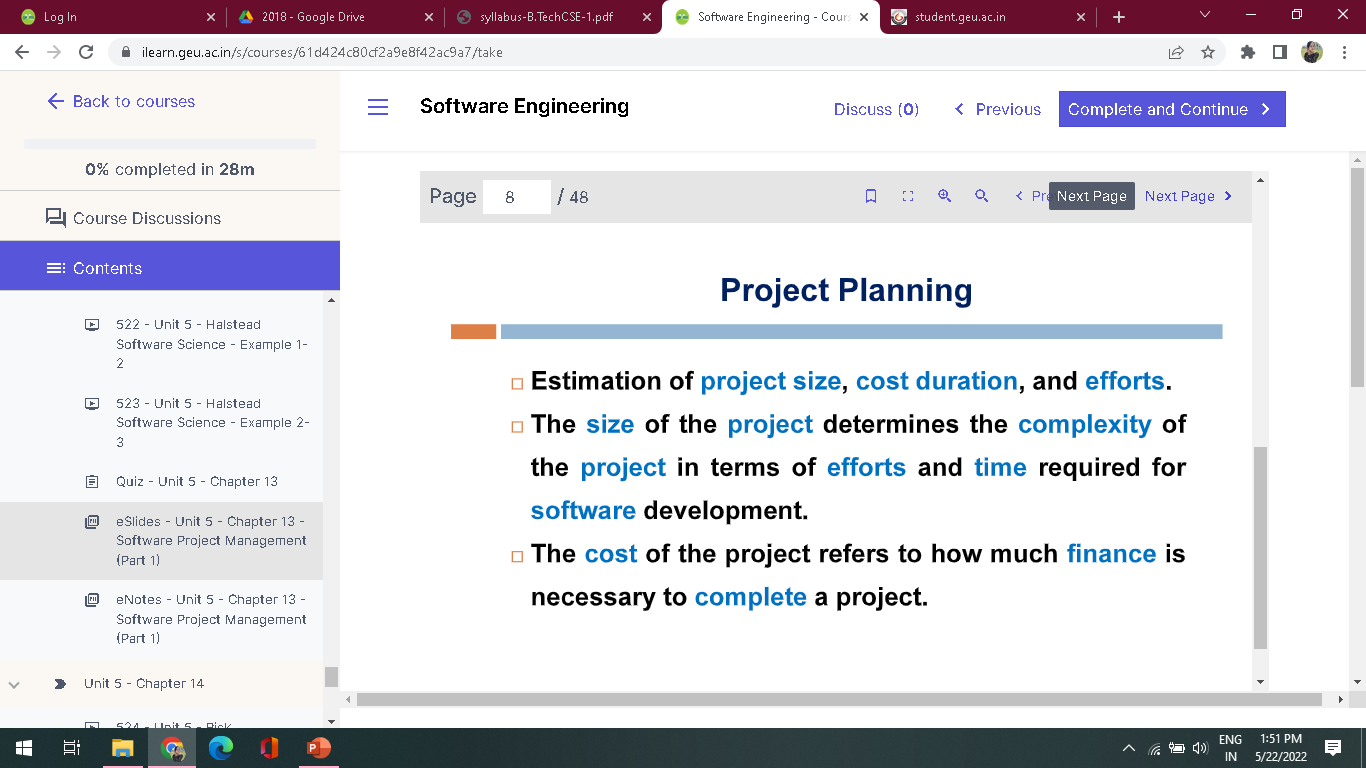 Log In
2018 - Google Drive
syllabus-B.TechCSE-1.pdf
Software Engineering - Cours
student.geu.ac.in
ilearn.geu.ac.in/s/courses/61d424c80cf2a9e8f42ac9a7/take
Back to courses
0% completed in 28m
Course Discussions
Contents
522 - Unit 5 - Halstead
Software Science - Example 1-
2
523 - Unit 5 - Halstead
Software Science - Example 2-
3
Quiz - Unit 5 - Chapter 13
eSlides - Unit 5 - Chapter 13 -
Software Project Management
(Part 1)
eNotes - Unit 5 - Chapter 13 -
Software Project Management
(Part 1)
Unit 5 - Chapter 14
524 - Unit 5 - Risk
Software Engineering
Discuss (0)
Previous
Complete and Continue
Page 8 / 48
Pre
Next Page
Next Page
Project Planning
Estimation of project size, cost duration, and efforts.
The size of the project determines the complexity of
the project in terms of efforts and time required for
software development.
The cost of the project refers to how much finance is
necessary to complete a project.
ENG
IN
1:51 PM
5/22/2022